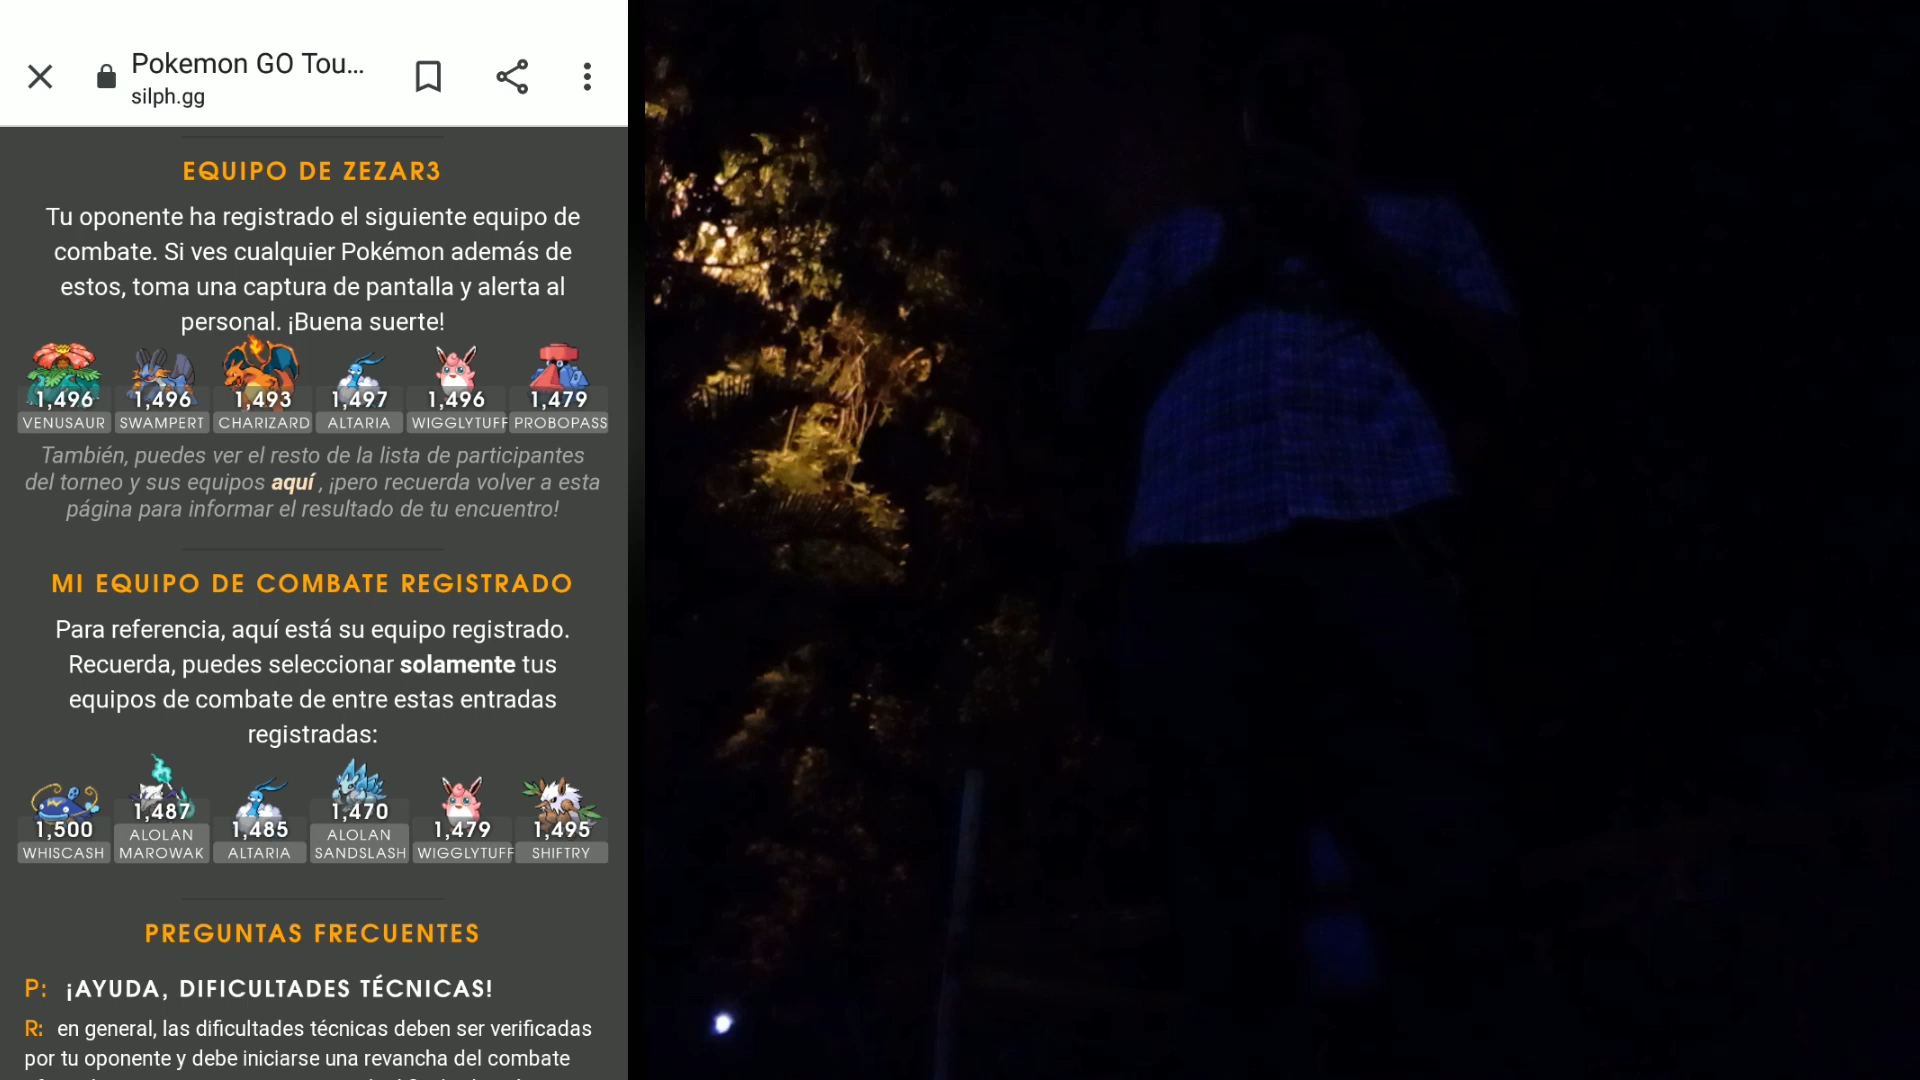 Pokemon GO Tou...
silph.gg
EQUIPO DE ZEZAR3
Tu oponente ha registrado el siguiente equipo de
combate. Si ves cualquier Pokémon además de
estos, toma una captura de pantalla y alerta al
personal. ¡Buena suerte!
1,496 1,496 1,493 1,497 1,496 1,479
VENUSAUR SWAMPERT CHARIZARD ALTARIA WIGGLYTUFF PROBOPASS
También, puedes ver el resto de la lista de participantes
del torneo y sus equipos aquí , ¡pero recuerda volver a esta
página para informar el resultado de tu encuentro!
MI EQUIPO DE COMBATE REGISTRADO
Para referencia, aquí está su equipo registrado.
Recuerda, puedes seleccionar solamente tus
equipos de combate de entre estas entradas
registradas:
1,500 1,487 1,485 1,470 1,479 1,495
WHISCASH ALOLAN MAROWAK ALTARIA ALOLAN SANDSLASH WIGGLYTUFF SHIFTRY
PREGUNTAS FRECUENTES
P: ¡AYUDA, DIFICULTADES TÉCNICAS!
R: en general, las dificultades técnicas deben ser verificadas
por tu oponente y debe iniciarse una revancha del combate